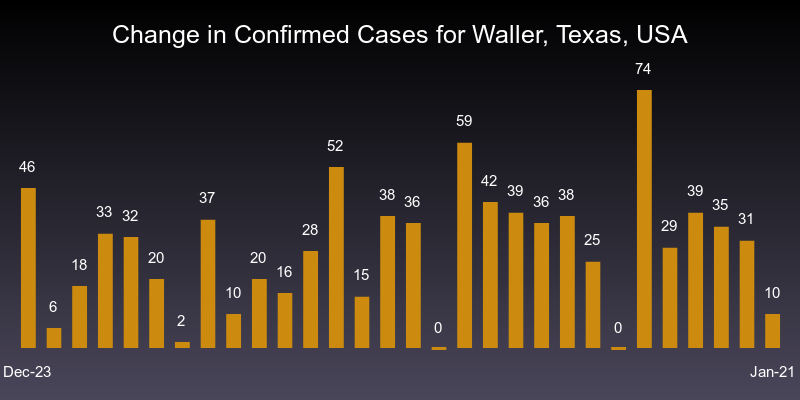 Change in Confirmed Cases for Waller, Texas, USA
46 6 18 33 32 20 2 37 10 20 16 28 52 15 38 36 0 59 42 39 36 38 25 0 74 29 39 35 31 10
Dec-23 Jan-21